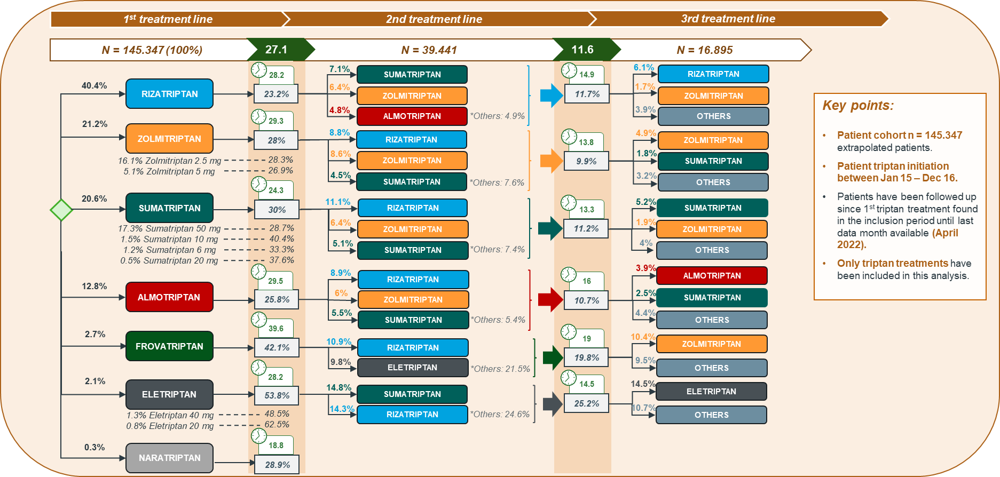 1st treatment line
2nd treatment line
3rd treatment line
N = 145.347 (100%)
27.1
N = 39.441
11.6
N = 16.895
40.4%
RIZATRIPTAN
28.2
23.2%
7.1%
SUMATRIPTAN
6.4%
ZOLMITRIPTAN
4.8%
ALMOTRIPTAN
*Others: 4.9%
14.9
11.7%
6.1%
RIZATRIPTAN
1.7%
ZOLMITRIPTAN
3.9%
OTHERS
21.2%
ZOLMITRIPTAN
29.3
28%
16.1% Zolmitriptan 2.5 mg
28.3%
5.1% Zolmitriptan 5 mg
26.9%
8.8%
RIZATRIPTAN
8.6%
ZOLMITRIPTAN
4.5%
SUMATRIPTAN
*Others: 7.6%
13.8
9.9%
4.9%
ZOLMITRIPTAN
1.8%
SUMATRIPTAN
3.2%
OTHERS
20.6%
SUMATRIPTAN
24.3
30%
17.3% Sumatriptan 50 mg
28.7%
1.5% Sumatriptan 10 mg
40.4%
1.2% Sumatriptan 6 mg
33.3%
0.5% Sumatriptan 20 mg
37.6%
11.1%
RIZATRIPTAN
6.4%
ZOLMITRIPTAN
5.1%
SUMATRIPTAN
*Others: 7.4%
13.3
11.2%
5.2%
SUMATRIPTAN
1.9%
ZOLMITRIPTAN
4%
OTHERS
12.8%
ALMOTRIPTAN
29.5
25.8%
8.9%
RIZATRIPTAN
6%
ZOLMITRIPTAN
5.5%
SUMATRIPTAN
*Others: 5.4%
16
10.7%
3.9%
ALMOTRIPTAN
2.5%
SUMATRIPTAN
4.4%
OTHERS
2.7%
FROVATRIPTAN
39.6
42.1%
10.9%
RIZATRIPTAN
9.8%
ELETRIPTAN
*Others: 21.5%
19
19.8%
10.4%
ZOLMITRIPTAN
9.5%
OTHERS
2.1%
ELETRIPTAN
28.2
53.8%
1.3% Eletriptan 40 mg
48.5%
0.8% Eletriptan 20 mg
62.5%
14.8%
SUMATRIPTAN
14.3%
RIZATRIPTAN
*Others: 24.6%
14.5
25.2%
14.5%
ELETRIPTAN
10.7%
OTHERS
0.3%
NARATRIPTAN
18.8
28.9%
Key points:
• Patient cohort n = 145.347
extrapolated patients.
• Patient triptan initiation
between Jan 15 – Dec 16.
• Patients have been followed up
since 1st triptan treatment found
in the inclusion period until last
data month available (April
2022).
• Only triptan treatments have
been included in this analysis.